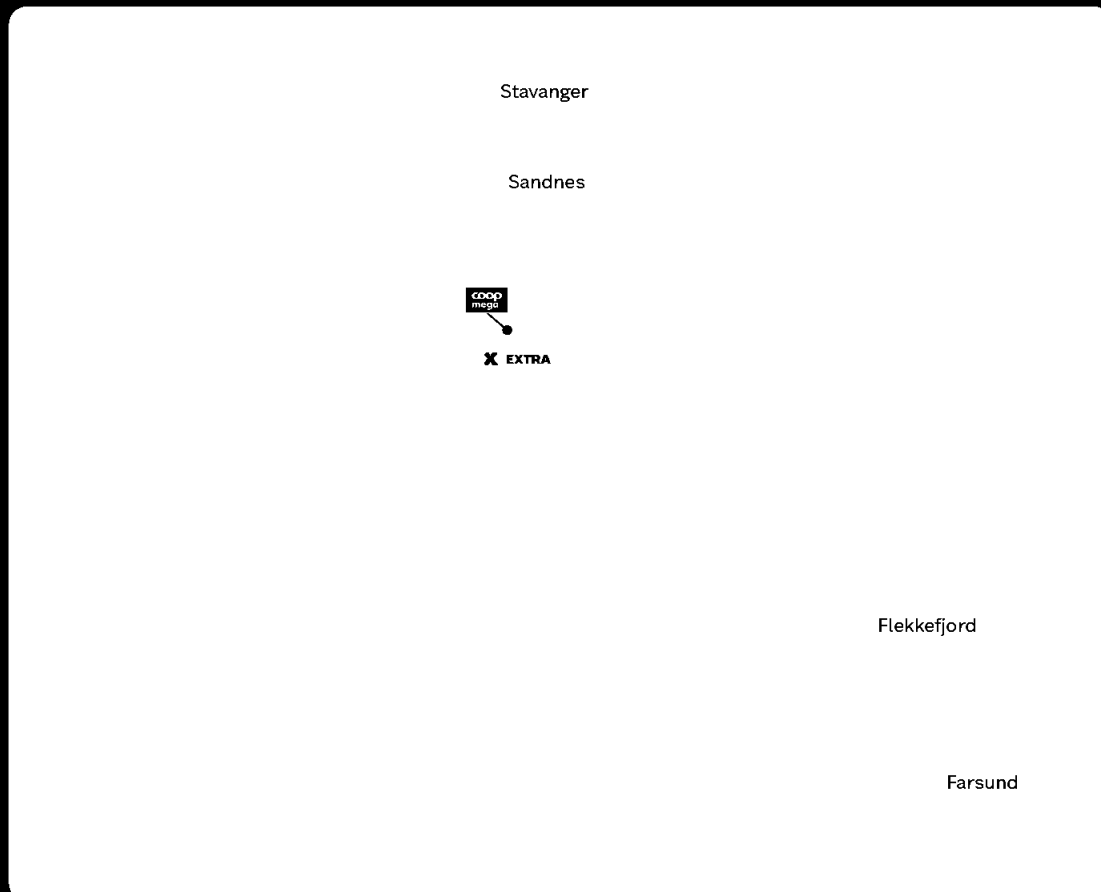 Stavanger
Sandnes
coop
mega
X EXTRA
Flekkefjord
Farsund